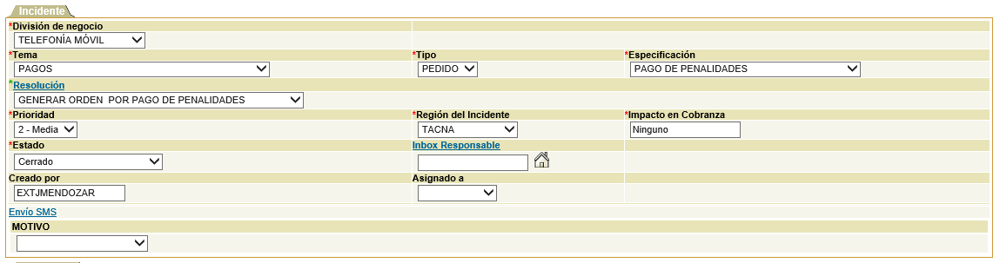 Incidente
*División de negocio
TELEFONÍA MÓVIL
*Tema *Tipo *Especificación
PAGOS PEDIDO PAGO DE PENALIDADES
*Resolución
GENERAR ORDEN POR PAGO DE PENALIDADES
*Prioridad *Región del Incidente *Impacto en Cobranza
2 - Media TACNA Ninguno
*Estado Inbox Responsable
Cerrado
Creado por Asignado a
EXTJMENDOZAR
Envío SMS
MOTIVO